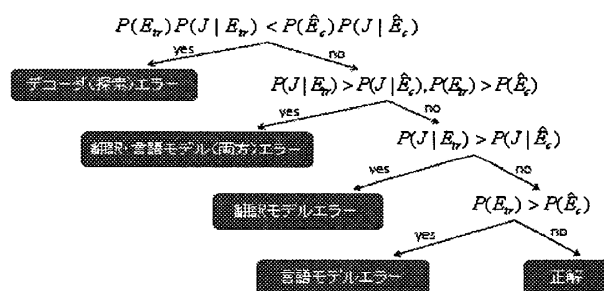 P(E_tr)P(J | E_tr) < P(Ê_c)P(J | Ê_c)
yes no
デコーダ(探索)エラー
P(J | E_tr) > P(J | Ê_c), P(E_tr) > P(Ê_c)
yes no
翻訳・言語モデル(両方)エラー
P(J | E_tr) > P(J | Ê_c)
yes no
翻訳モデルエラー
P(E_tr) > P(Ê_c)
yes no
言語モデルエラー 正解